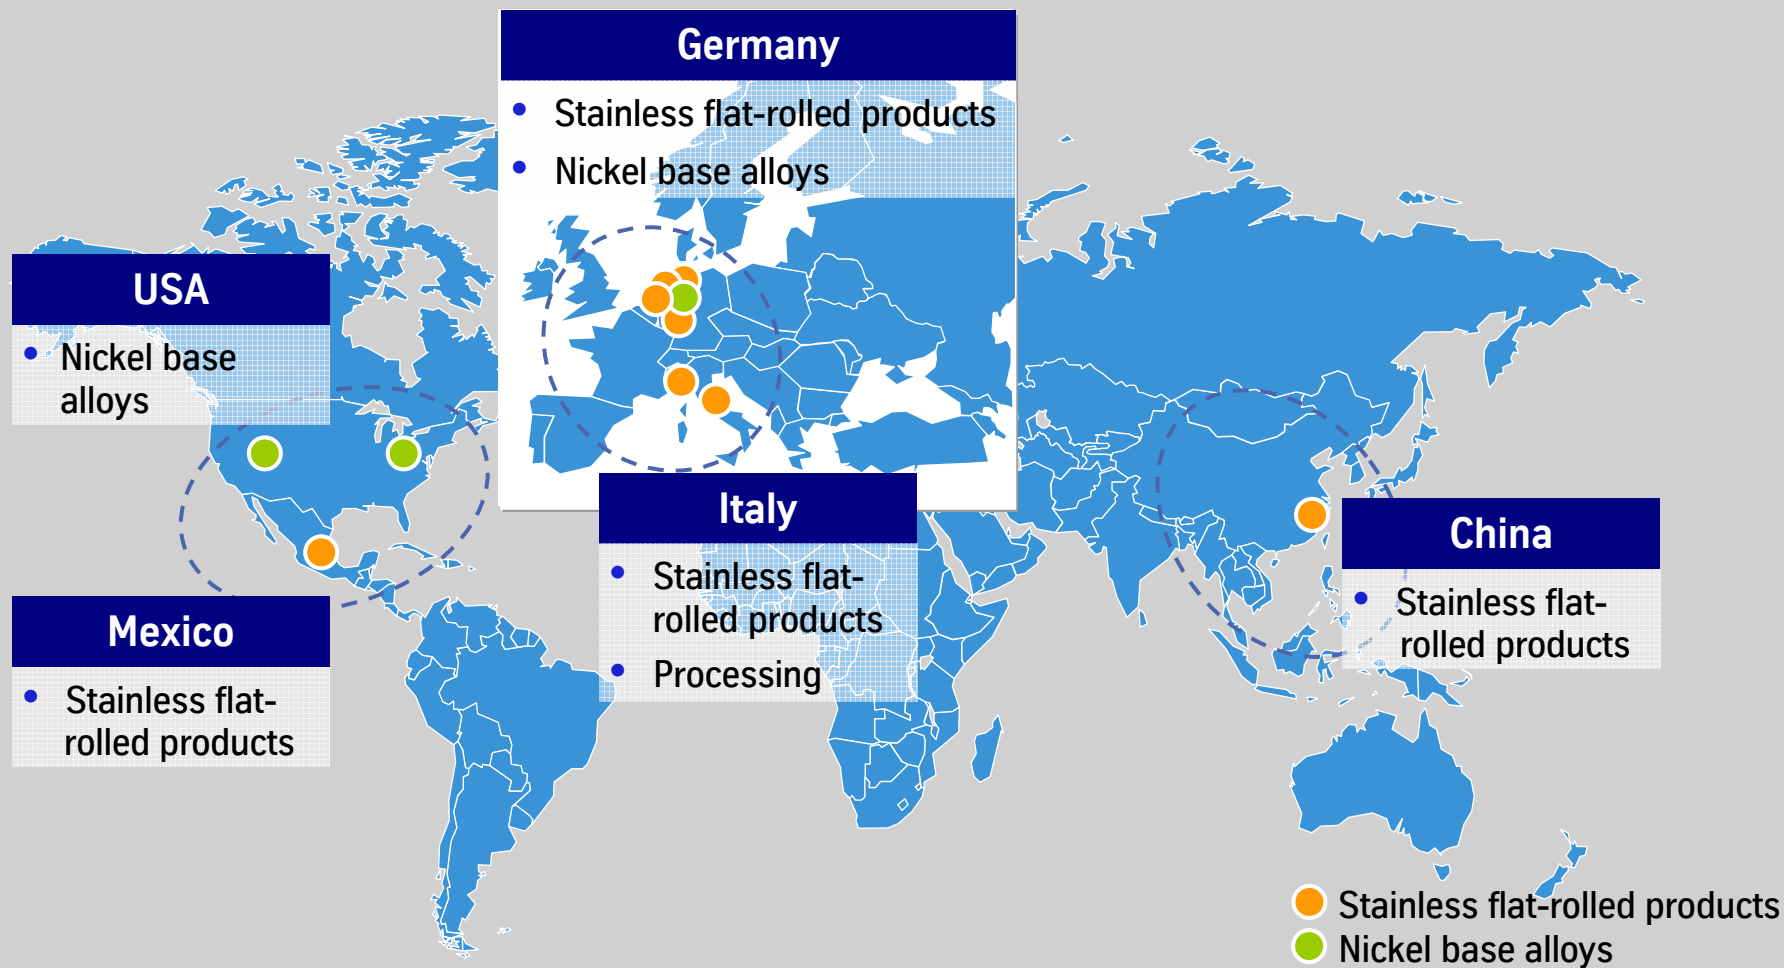 Germany
• Stainless flat-rolled products
• Nickel base alloys
USA
• Nickel base
alloys
Italy
• Stainless flat-
rolled products
• Processing
China
• Stainless flat-
rolled products
Mexico
• Stainless flat-
rolled products
Stainless flat-rolled products
Nickel base alloys